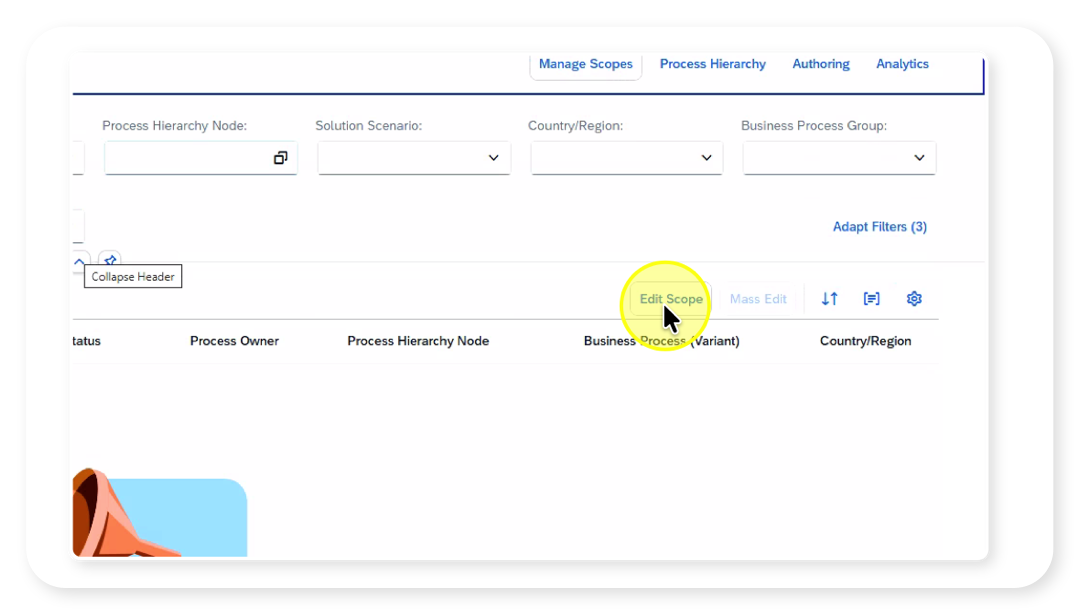 Manage Scopes Process Hierarchy Authoring Analytics
Process Hierarchy Node: Solution Scenario: Country/Region: Business Process Group:
Adapt Filters (3)
Collapse Header
Edit Scope Mass Edit
tatus Process Owner Process Hierarchy Node Business Process (Variant) Country/Region